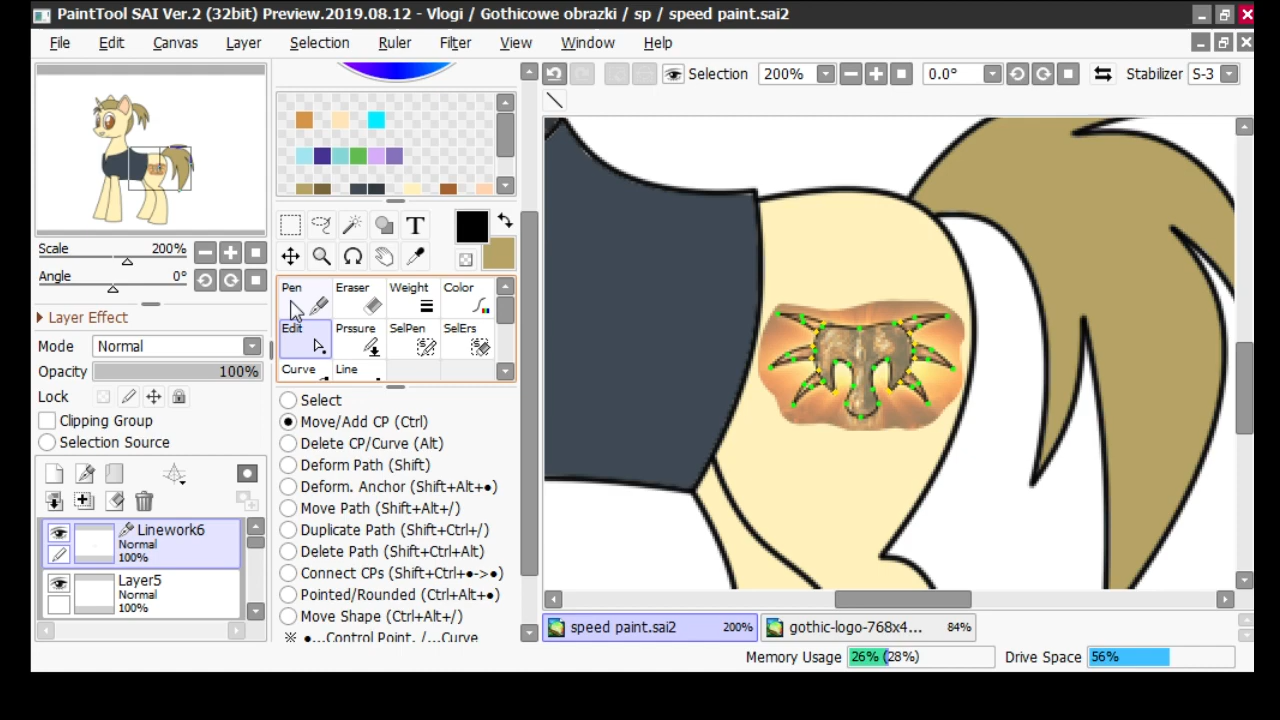 PaintTool SAI Ver.2 (32bit) Preview.2019.08.12 - Vlogi / Gothicowe obrazki / sp / speed paint.sai2
File Edit Canvas Layer Selection Ruler Filter View Window Help
Selection 200% 0.0° Stabilizer S-3
Scale 200%
Angle 0°
Layer Effect
Mode Normal
Opacity 100%
Lock
Clipping Group
Selection Source
Linework6
Normal
100%
Layer5
Normal
100%
T
Pen Eraser Weight Color
Edit Prssure SelPen SelErs
Curve Line
Select
Move/Add CP (Ctrl)
Delete CP/Curve (Alt)
Deform Path (Shift)
Deform. Anchor (Shift+Alt+●)
Move Path (Shift+Alt+/)
Duplicate Path (Shift+Ctrl+/)
Delete Path (Shift+Ctrl+Alt)
Connect CPs (Shift+Ctrl+●->●)
Pointed/Rounded (Ctrl+Alt+●)
Move Shape (Ctrl+Alt+/)
※ ●...Control Point, /...Curve
speed paint.sai2 200% gothic-logo-768x4... 84%
Memory Usage 26% (28%) Drive Space 56%